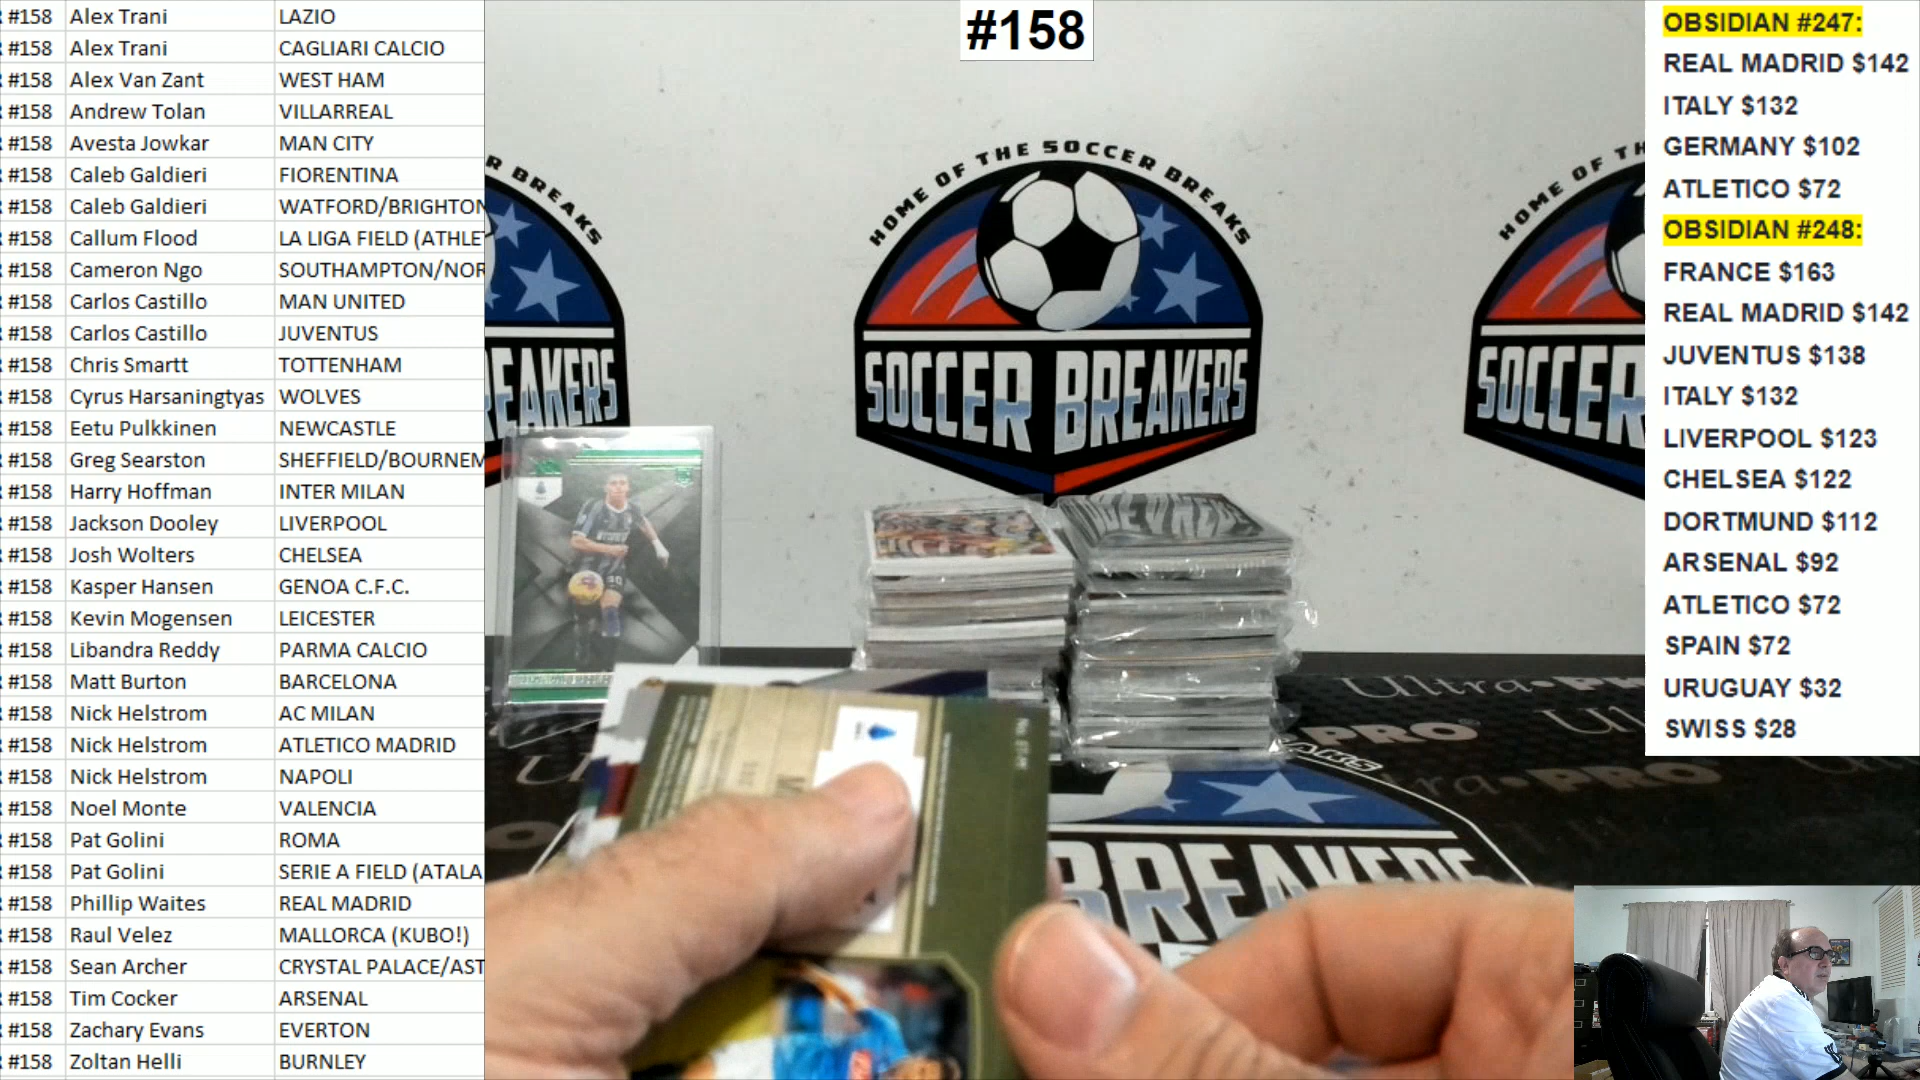 #158 Alex Trani LAZIO
#158 Alex Trani CAGLIARI CALCIO
#158 Alex Van Zant WEST HAM
#158 Andrew Tolan VILLARREAL
#158 Avesta Jowkar MAN CITY
#158 Caleb Galdieri FIORENTINA
#158 Caleb Galdieri WATFORD/BRIGHTON
#158 Callum Flood LA LIGA FIELD (ATHLE
#158 Cameron Ngo SOUTHAMPTON/NOR
#158 Carlos Castillo MAN UNITED
#158 Carlos Castillo JUVENTUS
#158 Chris Smartt TOTTENHAM
#158 Cyrus Harsaningtyas WOLVES
#158 Eetu Pulkkinen NEWCASTLE
#158 Greg Searston SHEFFIELD/BOURNEM
#158 Harry Hoffman INTER MILAN
#158 Jackson Dooley LIVERPOOL
#158 Josh Wolters CHELSEA
#158 Kasper Hansen GENOA C.F.C.
#158 Kevin Mogensen LEICESTER
#158 Libandra Reddy PARMA CALCIO
#158 Matt Burton BARCELONA
#158 Nick Helstrom AC MILAN
#158 Nick Helstrom ATLETICO MADRID
#158 Nick Helstrom NAPOLI
#158 Noel Monte VALENCIA
#158 Pat Golini ROMA
#158 Pat Golini SERIE A FIELD (ATALA
#158 Phillip Waites REAL MADRID
#158 Raul Velez MALLORCA (KUBO!)
#158 Sean Archer CRYSTAL PALACE/AST
#158 Tim Cocker ARSENAL
#158 Zachary Evans EVERTON
#158 Zoltan Helli BURNLEY
#158
R BREAKS
EAKERS
HOME OF THE SOCCER BREAKS
SOCCER BREAKERS
HOME OF TH
SOCCER
Ultra PRO
PRO
BREAKERS
OBSIDIAN #247:
REAL MADRID $142
ITALY $132
GERMANY $102
ATLETICO $72
OBSIDIAN #248:
FRANCE $163
REAL MADRID $142
JUVENTUS $138
ITALY $132
LIVERPOOL $123
CHELSEA $122
DORTMUND $112
ARSENAL $92
ATLETICO $72
SPAIN $72
URUGUAY $32
SWISS $28